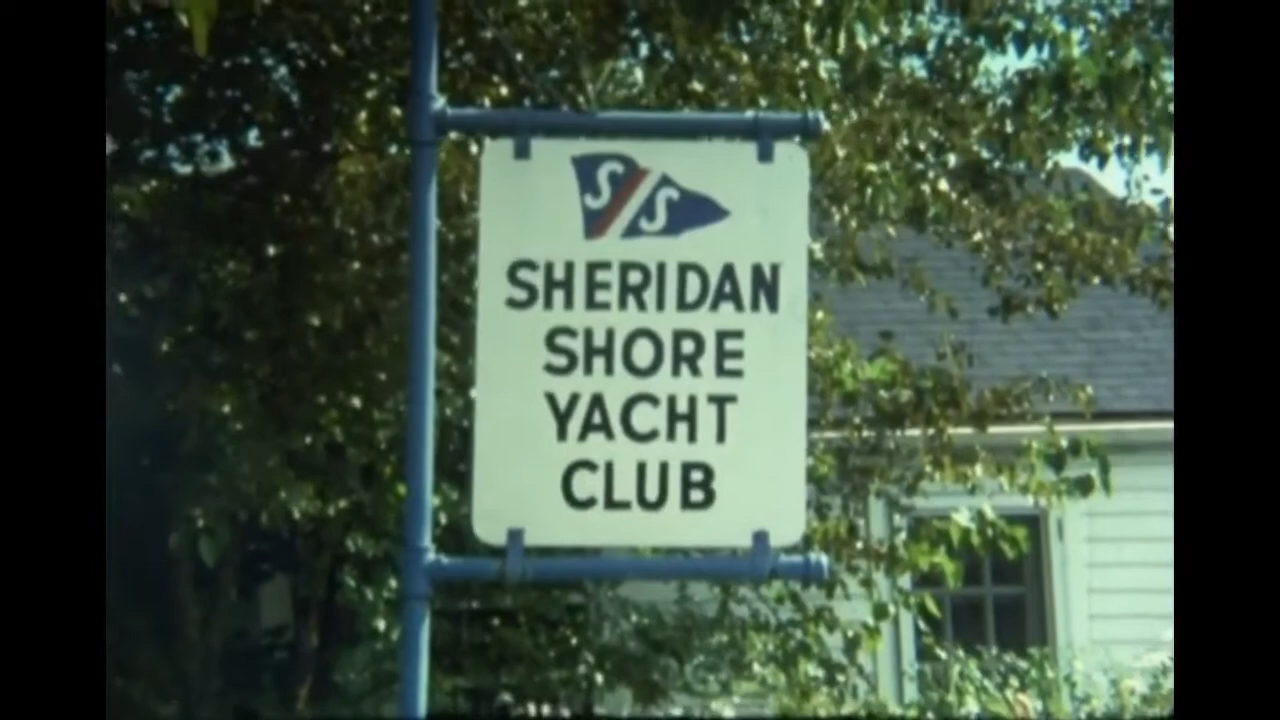 S S
SHERIDAN
SHORE
YACHT
CLUB